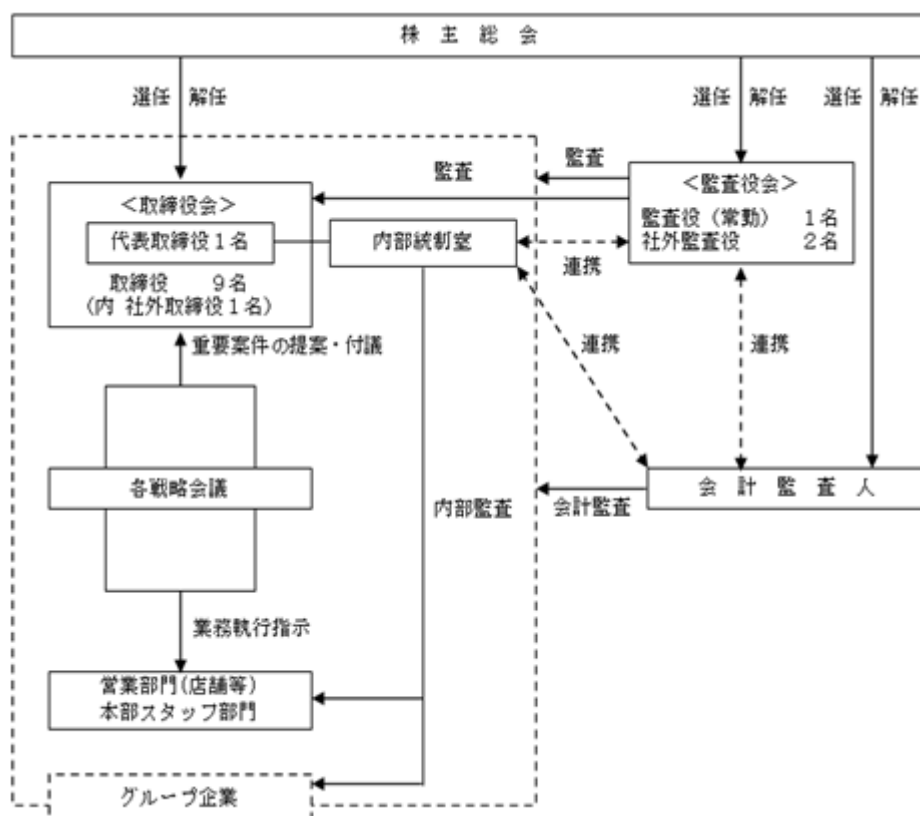 株 主 総 会
選任 解任
選任 解任
選任 解任
監査
監査
<取締役会>
代表取締役1名
取締役 9名
(内 社外取締役1名)
内部統制室
<監査役会>
監査役(常勤) 1名
社外監査役 2名
連携
重要案件の提案・付議
連携
連携
各戦略会議
内部監査
会計監査
会 計 監 査 人
業務執行指示
営業部門(店舗等)
本部スタッフ部門
グループ企業